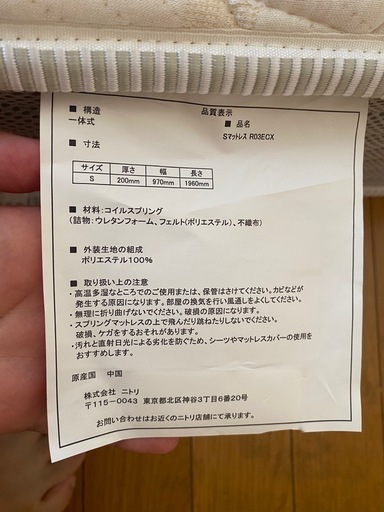 品質表示
■ 構造
一体式
■ 品名
Sマットレス R03ECX
■ 寸法
サイズ 厚さ 幅 長さ
S 200mm 970mm 1960mm
■ 材料：コイルスプリング
（詰物：ウレタンフォーム、フェルト（ポリエステル）、不織布）
■ 外装生地の組成
ポリエステル100％
■ 取り扱い上の注意
・高温多湿なところでのご使用または、保管はさけてください。カビなどが
発生する原因になります。部屋の換気を行い風通しをよくしてください。
・無理に折り曲げないでください。破損の原因になります。
・スプリングマットレスの上で飛んだり跳ねたりしないでください。
破損、ケガをするおそれがあります。
・汚れと直射日光による劣化を防ぐため、シーツやマットレスカバーの使用を
おすすめします。
原産国 中国
株式会社 ニトリ
〒115-0043 東京都北区神谷3丁目6番20号
お問い合わせはお近くのニトリ店舗にて承ります。